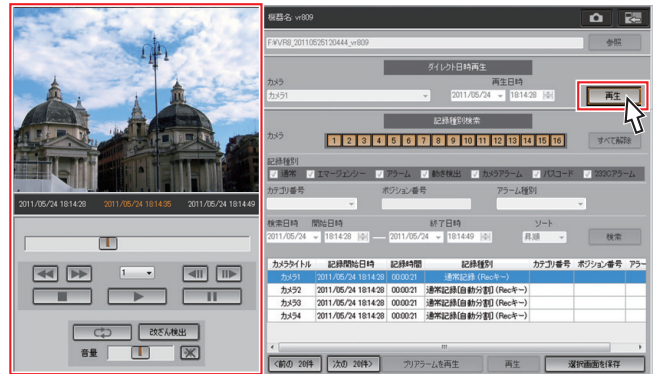 機器名 vr809
F:¥VR8_20110525120444_vr809
参照
ダイレクト日時再生
カメラ
再生日時
カメラ1
2011/05/24
18:14:28
再生
記録種別検索
カメラ
1 2 3 4 5 6 7 8 9 10 11 12 13 14 15 16
すべて解除
記録種別
通常 エマージェンシー アラーム 動き検出 カメラアラーム パスコード 232Cアラーム
カテゴリ番号 ポジション番号 アラーム種別
検索日時 開始日時 終了日時 ソート
2011/05/24 18:14:28 — 2011/05/24 18:14:49 昇順 検索
カメラタイトル 記録開始日時 記録時間 記録種別 カテゴリ番号 ポジション番号 アラー
カメラ1 2011/05/24 18:14:28 00:00:21 通常記録 (Recキー)
カメラ2 2011/05/24 18:14:28 00:00:21 通常記録[自動分割] (Recキー)
カメラ3 2011/05/24 18:14:28 00:00:21 通常記録[自動分割] (Recキー)
カメラ4 2011/05/24 18:14:28 00:00:21 通常記録[自動分割] (Recキー)
<前の 20件 次の 20件> プリアラームを再生 再生 選択画面を保存
2011/05/24 18:14:28 2011/05/24 18:14:35 2011/05/24 18:14:49
1
改ざん検出
音量